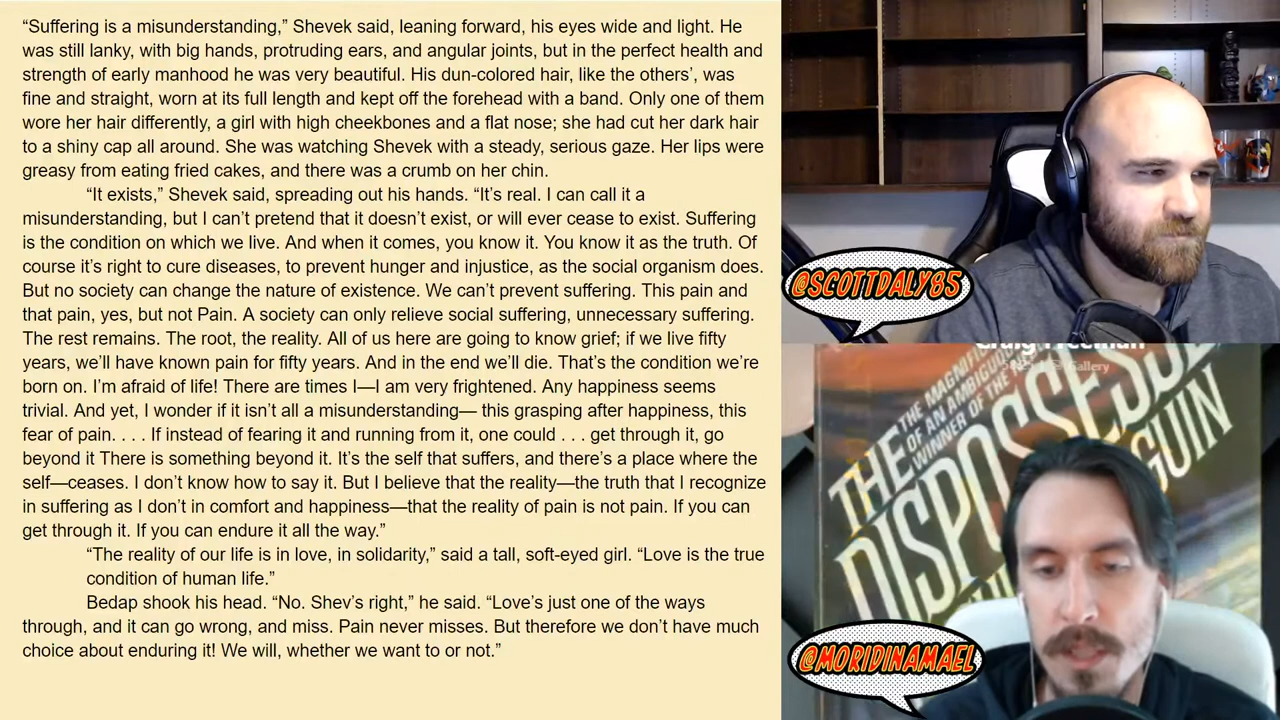 “Suffering is a misunderstanding,” Shevek said, leaning forward, his eyes wide and light. He
was still lanky, with big hands, protruding ears, and angular joints, but in the perfect health and
strength of early manhood he was very beautiful. His dun-colored hair, like the others’, was
fine and straight, worn at its full length and kept off the forehead with a band. Only one of them
wore her hair differently, a girl with high cheekbones and a flat nose; she had cut her dark hair
to a shiny cap all around. She was watching Shevek with a steady, serious gaze. Her lips were
greasy from eating fried cakes, and there was a crumb on her chin.
“It exists,” Shevek said, spreading out his hands. “It’s real. I can call it a
misunderstanding, but I can’t pretend that it doesn’t exist, or will ever cease to exist. Suffering
is the condition on which we live. And when it comes, you know it. You know it as the truth. Of
course it’s right to cure diseases, to prevent hunger and injustice, as the social organism does.
But no society can change the nature of existence. We can’t prevent suffering. This pain and
that pain, yes, but not Pain. A society can only relieve social suffering, unnecessary suffering.
The rest remains. The root, the reality. All of us here are going to know grief; if we live fifty
years, we’ll have known pain for fifty years. And in the end we’ll die. That’s the condition we’re
born on. I’m afraid of life! There are times I—I am very frightened. Any happiness seems
trivial. And yet, I wonder if it isn’t all a misunderstanding— this grasping after happiness, this
fear of pain. . . . If instead of fearing it and running from it, one could . . . get through it, go
beyond it There is something beyond it. It’s the self that suffers, and there’s a place where the
self—ceases. I don’t know how to say it. But I believe that the reality—the truth that I recognize
in suffering as I don’t in comfort and happiness—that the reality of pain is not pain. If you can
get through it. If you can endure it all the way.”
“The reality of our life is in love, in solidarity,” said a tall, soft-eyed girl. “Love is the true
condition of human life.”
Bedap shook his head. “No. Shev’s right,” he said. “Love’s just one of the ways
through, and it can go wrong, and miss. Pain never misses. But therefore we don’t have much
choice about enduring it! We will, whether we want to or not.”
@SCOTTDALY85
Gallery
THE MAGNIFIC
OF AN AMBIGUOU
WINNER OF THE
THE
DISPOSSESSE
GUIN
@MORIDINAMAEL